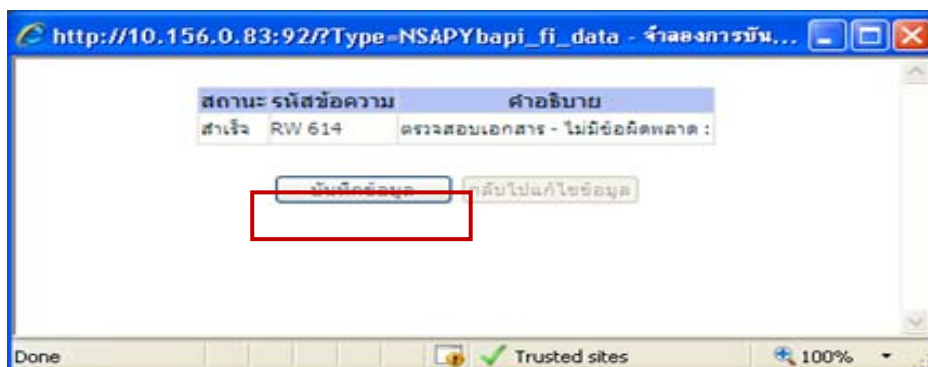 http://10.156.0.83:92/?Type=NSAPYbapi_fi_data - จำลองการบัน...
สถานะ รหัสข้อความ คำอธิบาย
สำเร็จ RW 614 ตรวจสอบเอกสาร - ไม่มีข้อผิดพลาด :
บันทึกข้อมูล กลับไปแก้ไขข้อมูล
Done Trusted sites 100%